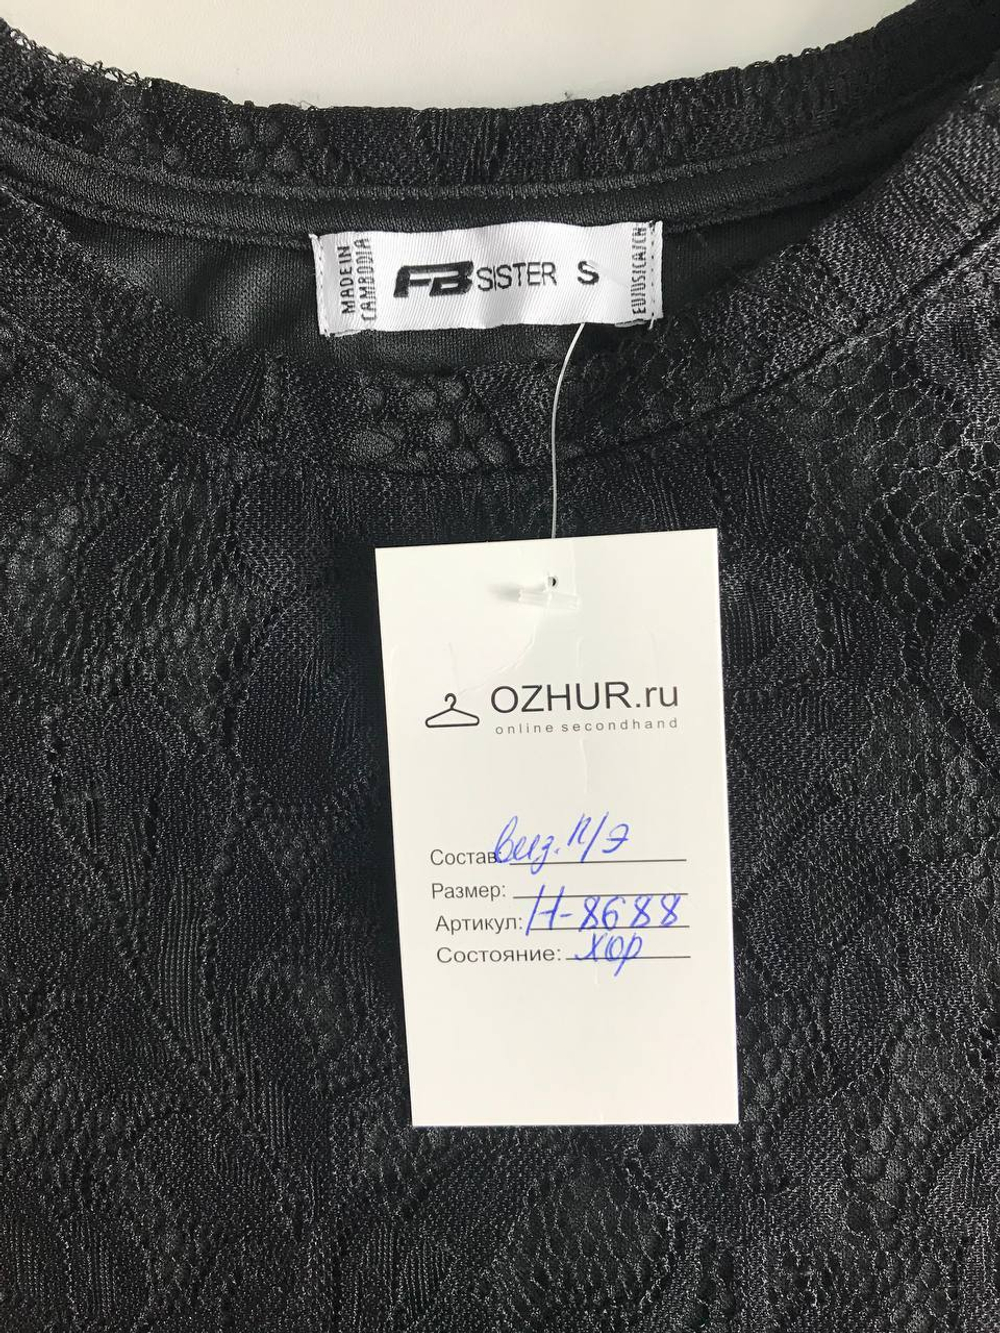 MADE IN
CAMBODIA
FB SISTER S
EU/US/CA/CN
OZHUR.ru
online secondhand
Состав: виз. п/э
Размер:
Артикул: Н-8688
Состояние: хор